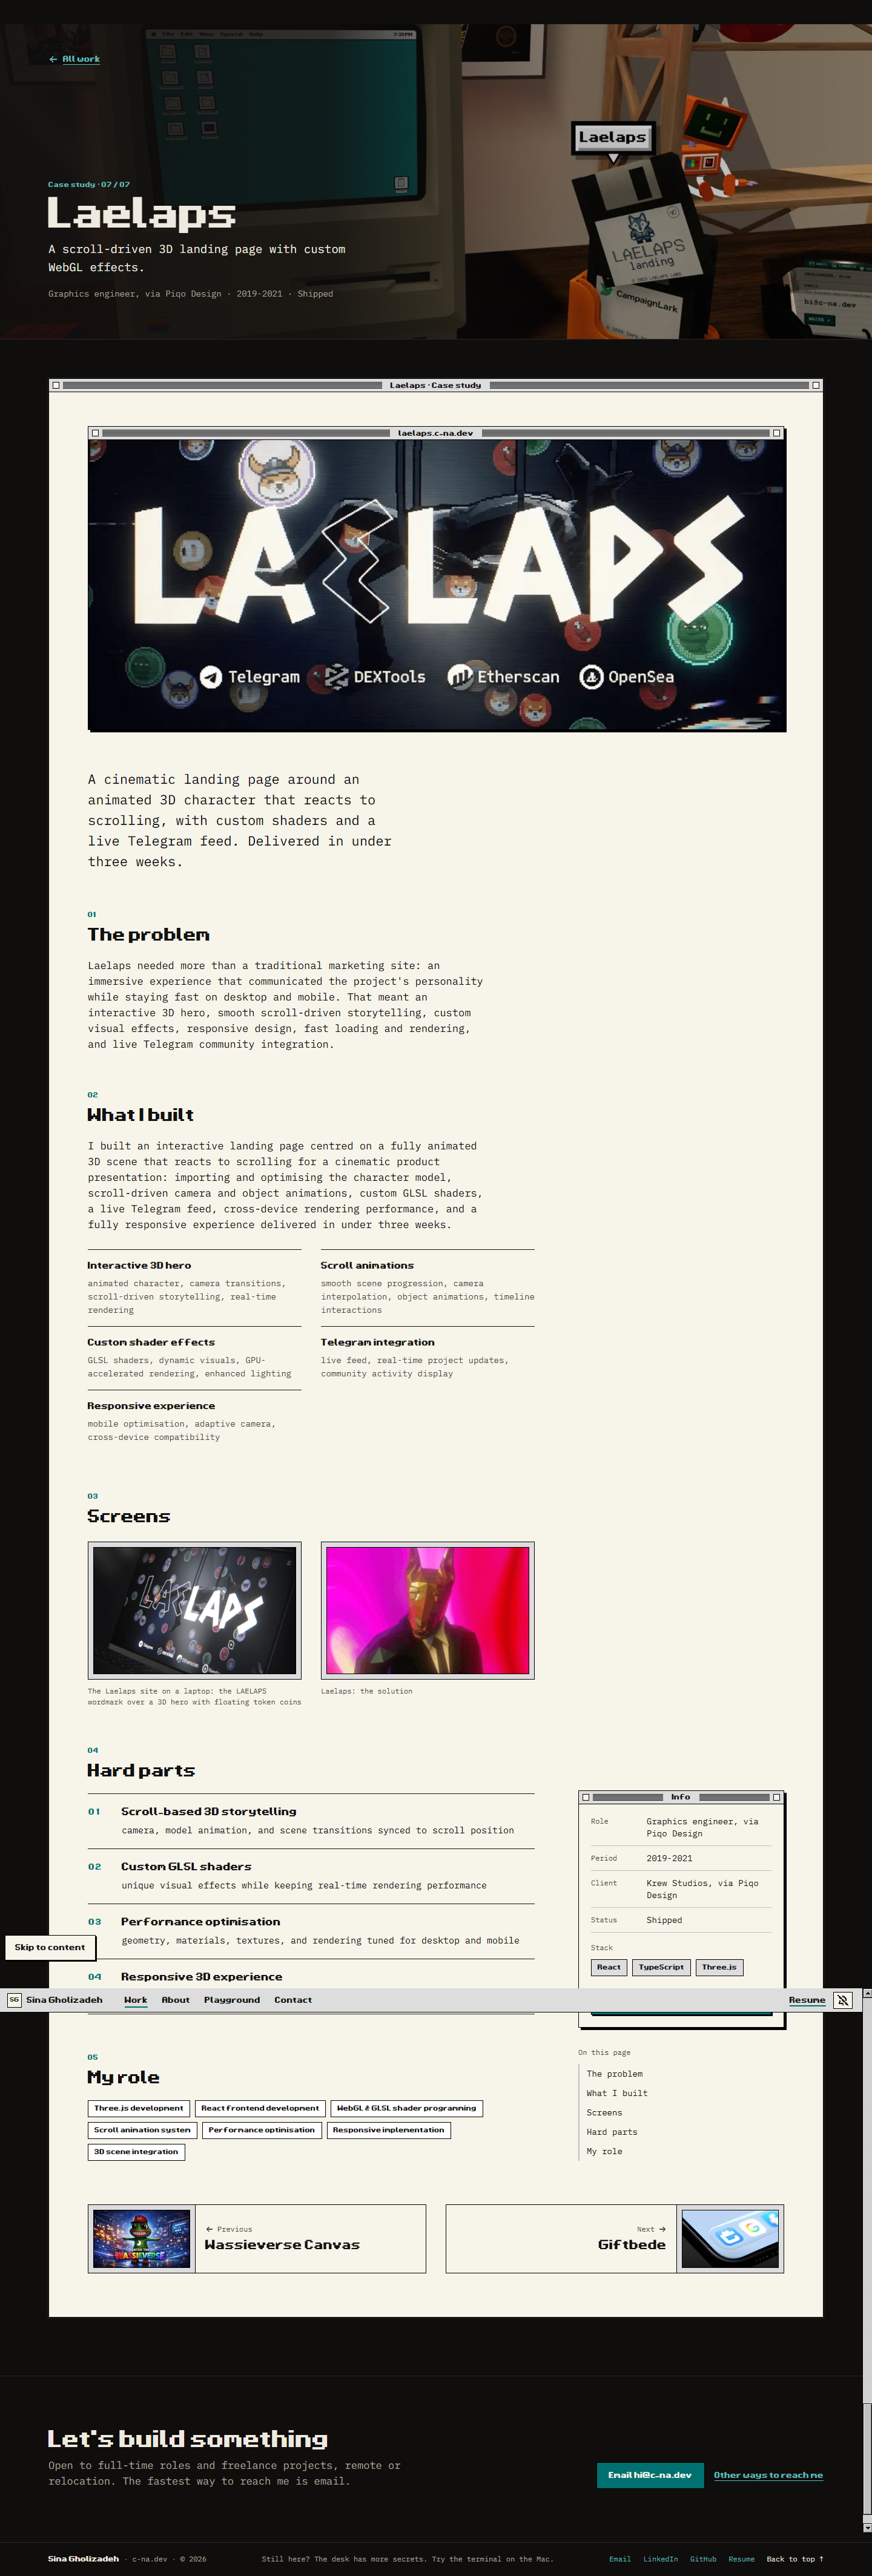 File Edit View Special Help
← All work
Laelaps
Case study · 07 / 07
Laelaps
A scroll-driven 3D landing page with custom
WebGL effects.
Graphics engineer, via Piqo Design · 2019-2021 · Shipped
LAELAPS
landing
CampaignLark
hi@c-na.dev
Laelaps · Case study
laelaps.c-na.dev
LAELAPS
Telegram DEXTools Etherscan OpenSea
A cinematic landing page around an
animated 3D character that reacts to
scrolling, with custom shaders and a
live Telegram feed. Delivered in under
three weeks.
01
The problem
Laelaps needed more than a traditional marketing site: an
immersive experience that communicated the project's personality
while staying fast on desktop and mobile. That meant an
interactive 3D hero, smooth scroll-driven storytelling, custom
visual effects, responsive design, fast loading and rendering,
and live Telegram community integration.
02
What I built
I built an interactive landing page centred on a fully animated
3D scene that reacts to scrolling for a cinematic product
presentation: importing and optimising the character model,
scroll-driven camera and object animations, custom GLSL shaders,
a live Telegram feed, cross-device rendering performance, and a
fully responsive experience delivered in under three weeks.
Interactive 3D hero
animated character, camera transitions,
scroll-driven storytelling, real-time
rendering
Scroll animations
smooth scene progression, camera
interpolation, object animations, timeline
interactions
Custom shader effects
GLSL shaders, dynamic visuals, GPU-
accelerated rendering, enhanced lighting
Telegram integration
live feed, real-time project updates,
community activity display
Responsive experience
mobile optimisation, adaptive camera,
cross-device compatibility
03
Screens
LAELAPS
The Laelaps site on a laptop: the LAELAPS
wordmark over a 3D hero with floating token coins
Laelaps: the solution
04
Hard parts
01 Scroll-based 3D storytelling
camera, model animation, and scene transitions synced to scroll position
02 Custom GLSL shaders
unique visual effects while keeping real-time rendering performance
03 Performance optimisation
geometry, materials, textures, and rendering tuned for desktop and mobile
04 Responsive 3D experience
Info
Role Graphics engineer, via
Piqo Design
Period 2019-2021
Client Krew Studios, via Piqo
Design
Status Shipped
Stack
React TypeScript Three.js
Skip to content
SG Sina Gholizadeh Work About Playground Contact Resume
05
My role
Three.js development React frontend development WebGL & GLSL shader programming
Scroll animation system Performance optimisation Responsive implementation
3D scene integration
On this page
The problem
What I built
Screens
Hard parts
My role
← Previous
Wassieverse Canvas
Next →
Giftbede
Let's build something
Open to full-time roles and freelance projects, remote or
relocation. The fastest way to reach me is email.
Email hi@c-na.dev Other ways to reach me
Sina Gholizadeh · c-na.dev · © 2026
Still here? The desk has more secrets. Try the terminal on the Mac.
Email LinkedIn GitHub Resume Back to top ↑